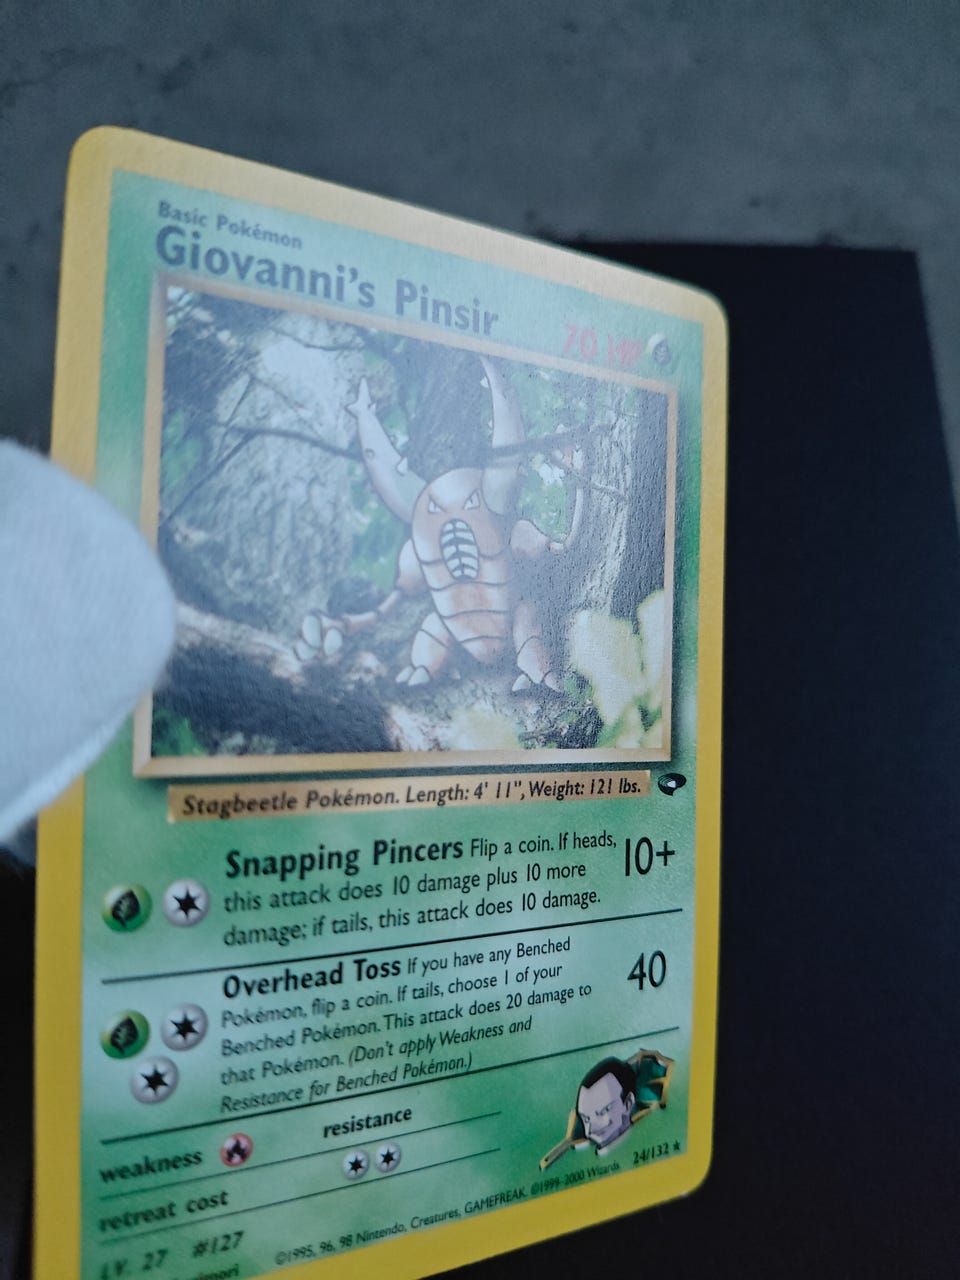 Basic Pokémon
Giovanni's Pinsir
70 HP
Stagbeetle Pokémon. Length: 4' 11", Weight: 121 lbs.
Snapping Pincers Flip a coin. If heads,
this attack does 10 damage plus 10 more
damage; if tails, this attack does 10 damage.
10+
Overhead Toss If you have any Benched
Pokémon, flip a coin. If tails, choose 1 of your
Benched Pokémon. This attack does 20 damage to
that Pokémon. (Don't apply Weakness and
Resistance for Benched Pokémon.)
40
weakness
resistance
retreat cost
LV. 27 #127
©1995, 96, 98 Nintendo, Creatures, GAMEFREAK. ©1999-2000 Wizards.
24/132 ★